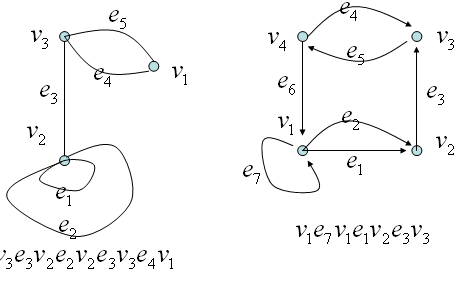 e₅
v₃
e₄
v₁
e₃
v₂
e₁
e₂
v₃e₃v₂e₂v₂e₃v₃e₄v₁
e₄
v₄
v₃
e₅
e₆
e₃
v₁
e₂
v₂
e₁
e₇
v₁e₇v₁e₁v₂e₃v₃